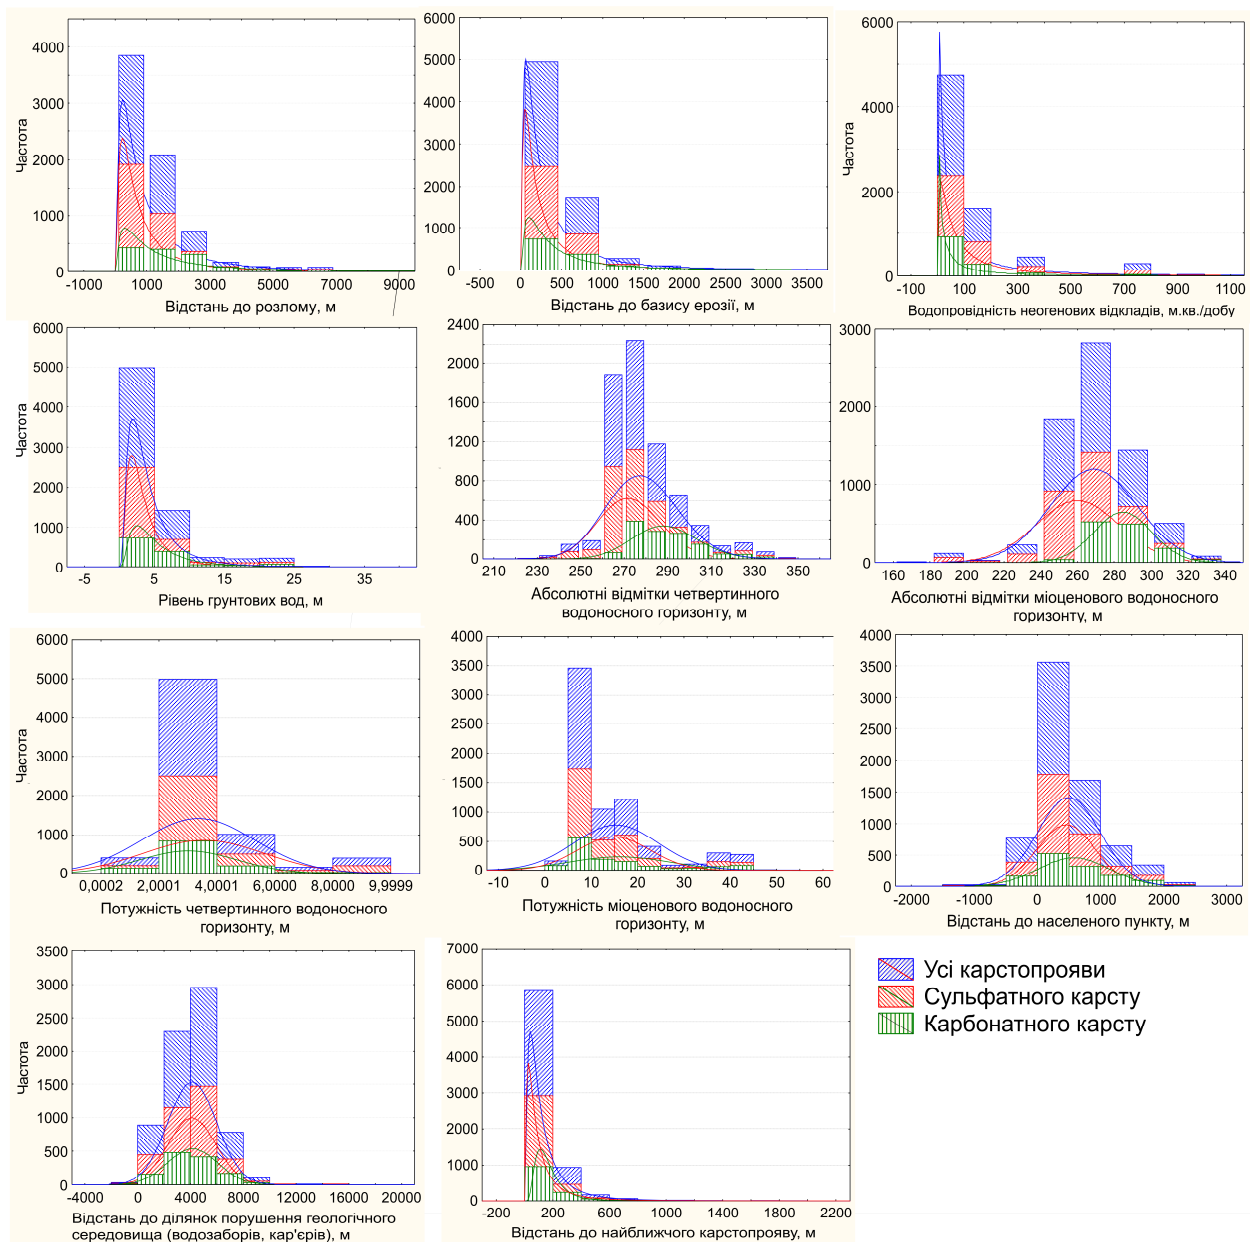 4000
3000
2000
1000
0
Частота
-1000 1000 3000 5000 7000 9000
Відстань до розлому, м
6000
5000
4000
3000
2000
1000
0
-500 0 500 1000 1500 2000 2500 3000 3500
Відстань до базису ерозії, м
6000
4000
2000
0
Частота
-100 100 300 500 700 900 1100
Водопровідність неогенових відкладів, м.кв./добу
6000
5000
4000
3000
2000
1000
0
Частота
-5 5 15 25 35
Рівень грунтових вод, м
2400
2000
1600
1200
800
400
0
210 230 250 270 290 310 330 350
Абсолютні відмітки четвертинного
водоносного горизонту, м
3000
2000
1000
0
160 180 200 220 240 260 280 300 320 340
Абсолютні відмітки міоценового водоносного
горизонту, м
6000
5000
4000
3000
2000
1000
0
Частота
0,0002 2,0001 4,0001 6,0000 8,0000 9,9999
Потужність четвертинного водоносного
горизонту, м
4000
3500
3000
2500
2000
1500
1000
500
0
-10 0 10 20 30 40 50 60
Потужність міоценового водоносного
горизонту, м
4000
3500
3000
2500
2000
1500
1000
500
0
-2000 -1000 0 1000 2000 3000
Відстань до населеного пункту, м
3500
3000
2500
2000
1500
1000
500
0
Частота
-4000 0 4000 8000 12000 16000 20000
Відстань до ділянок порушення геологічного
середовища (водозаборів, кар'єрів), м
7000
6000
5000
4000
3000
2000
1000
0
-200 200 600 1000 1400 1800 2200
Відстань до найближчого карстопрояву, м
Усі карстопрояви
Сульфатного карсту
Карбонатного карсту